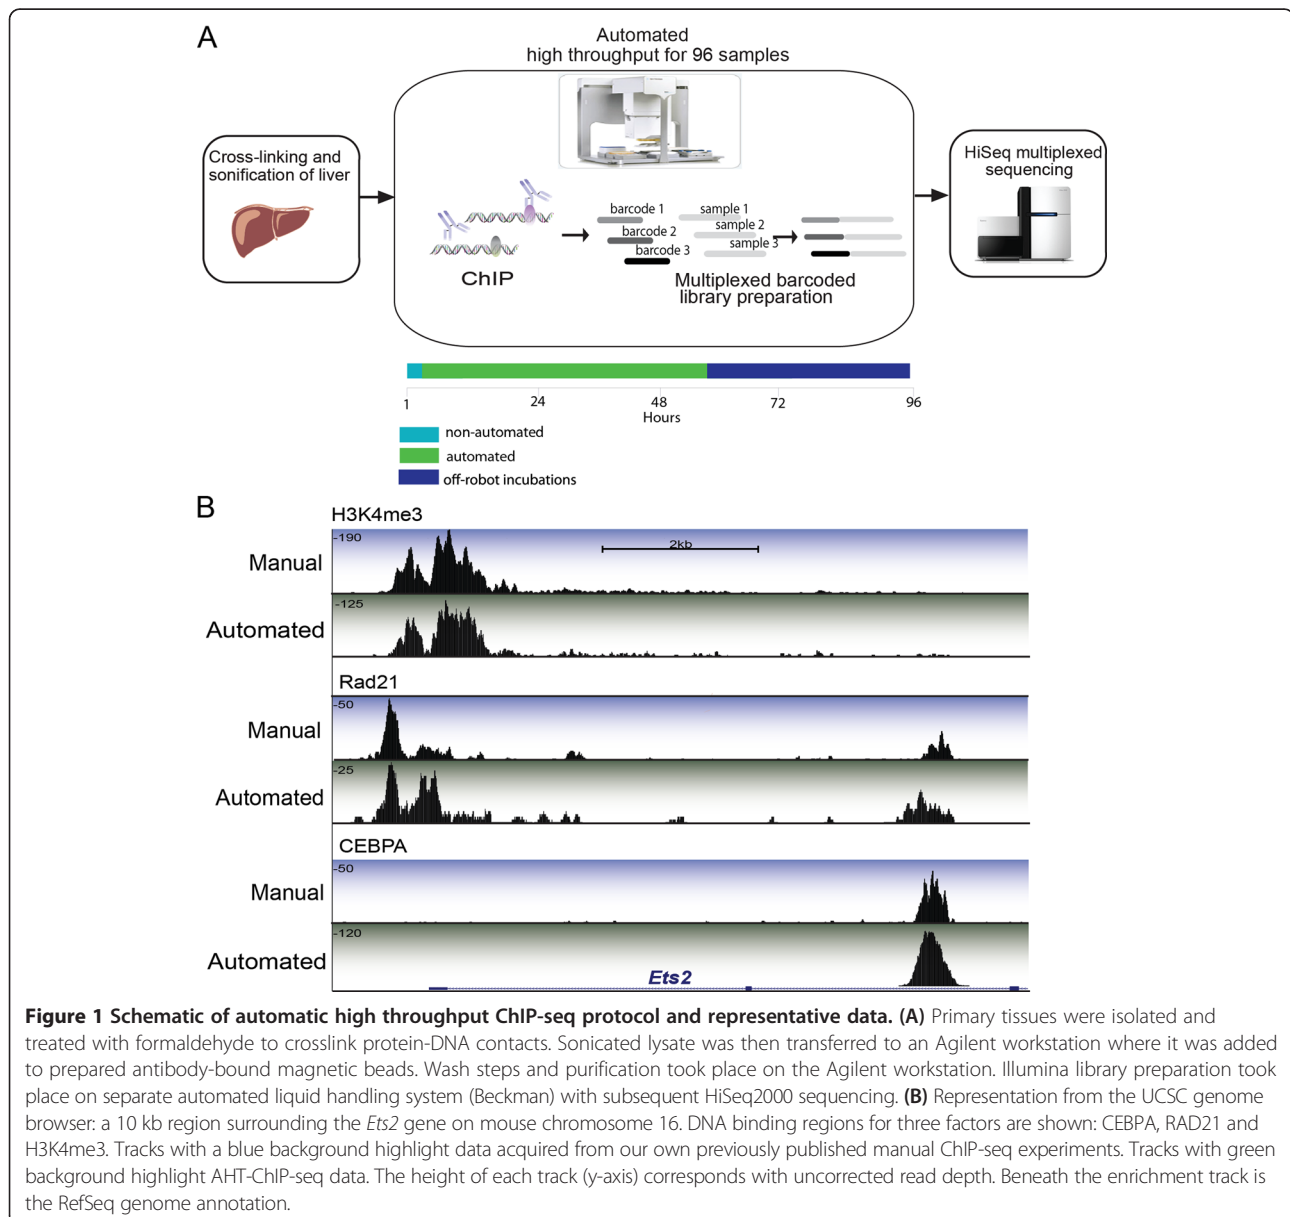 A
Automated
high throughput for 96 samples
Cross-linking and
sonification of liver
HiSeq multiplexed
sequencing
barcode 1
barcode 2
barcode 3
sample 1
sample 2
sample 3
ChIP
Multiplexed barcoded
library preparation
1 24 48 72 96
Hours
non-automated
automated
off-robot incubations
B
H3K4me3
Manual
-190
2kb
Automated
-125
Rad21
Manual
-50
Automated
-25
CEBPA
Manual
-50
Automated
-120
Ets2
Figure 1 Schematic of automatic high throughput ChIP-seq protocol and representative data. (A) Primary tissues were isolated and
treated with formaldehyde to crosslink protein-DNA contacts. Sonicated lysate was then transferred to an Agilent workstation where it was added
to prepared antibody-bound magnetic beads. Wash steps and purification took place on the Agilent workstation. Illumina library preparation took
place on separate automated liquid handling system (Beckman) with subsequent HiSeq2000 sequencing. (B) Representation from the UCSC genome
browser: a 10 kb region surrounding the Ets2 gene on mouse chromosome 16. DNA binding regions for three factors are shown: CEBPA, RAD21 and
H3K4me3. Tracks with a blue background highlight data acquired from our own previously published manual ChIP-seq experiments. Tracks with green
background highlight AHT-ChIP-seq data. The height of each track (y-axis) corresponds with uncorrected read depth. Beneath the enrichment track is
the RefSeq genome annotation.